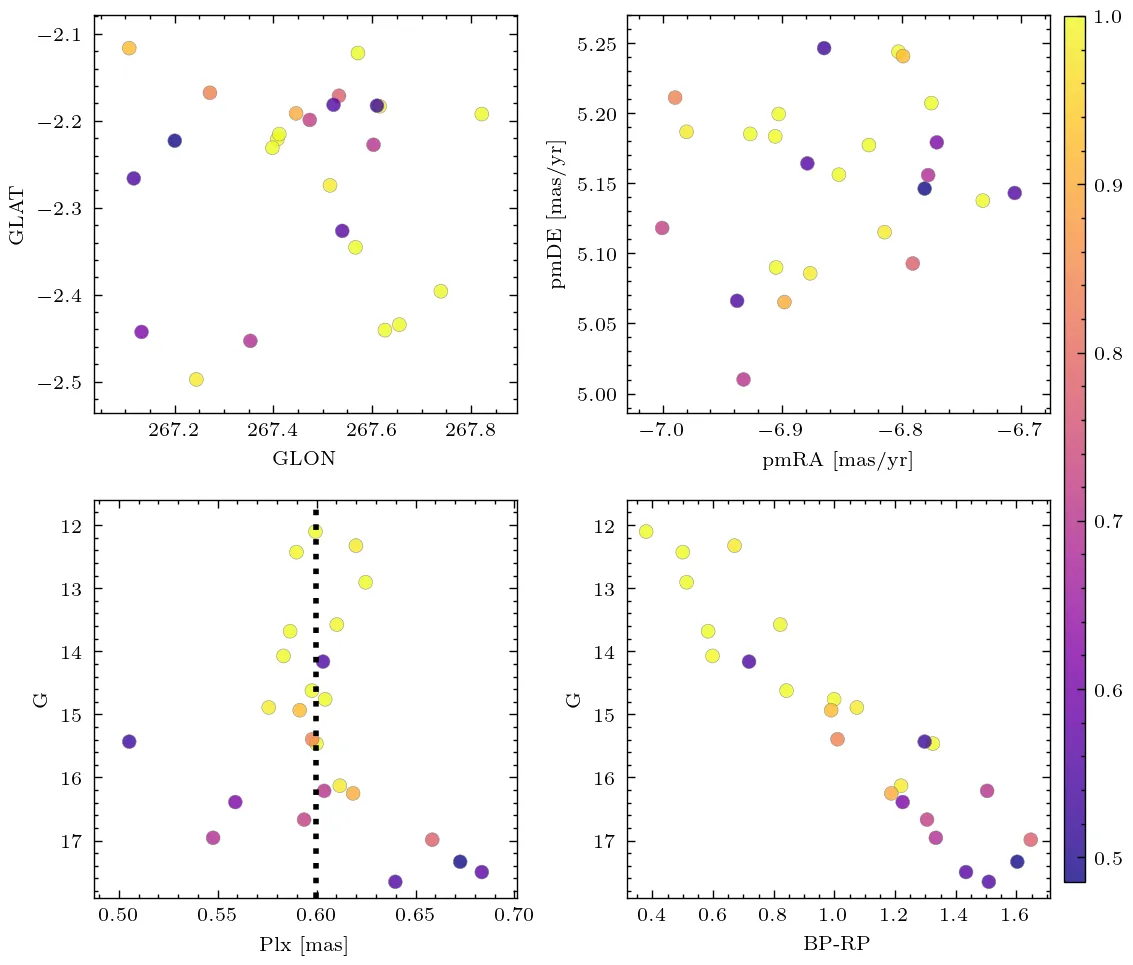 −2.1
−2.2
−2.3
−2.4
−2.5
GLAT
267.2 267.4 267.6 267.8
GLON
5.25
5.20
5.15
5.10
5.05
5.00
pmDE [mas/yr]
−7.0 −6.9 −6.8 −6.7
pmRA [mas/yr]
1.0
0.9
0.8
0.7
0.6
0.5
12
13
14
15
16
17
G
0.50 0.55 0.60 0.65 0.70
Plx [mas]
12
13
14
15
16
17
G
0.4 0.6 0.8 1.0 1.2 1.4 1.6
BP-RP